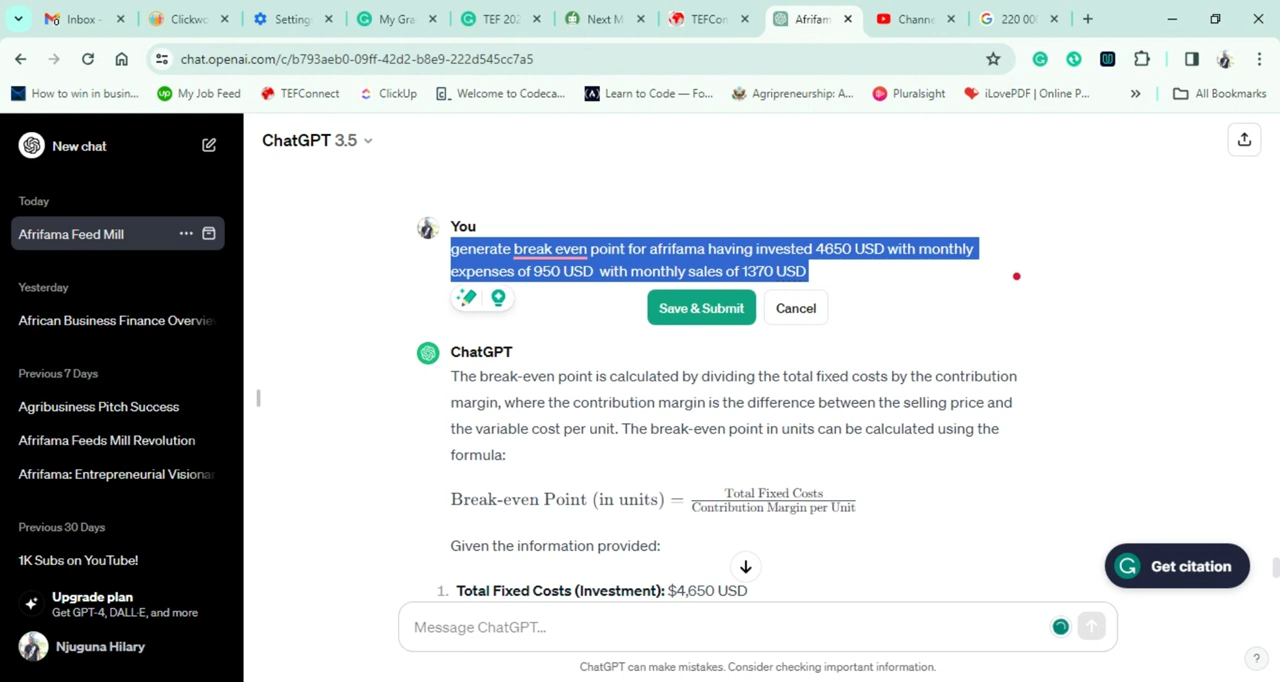 Inbox -
Clickwo
Setting
My Gra
TEF 202
Next M
TEFCon
Afrifam
Channe
220 00
chat.openai.com/c/b793aeb0-09ff-42d2-b8e9-222d545cc7a5
How to win in busin...
My Job Feed
TEFConnect
ClickUp
Welcome to Codeca...
Learn to Code — Fo...
Agripreneurship: A...
Pluralsight
iLovePDF | Online P...
All Bookmarks
New chat
ChatGPT 3.5
Today
Afrifama Feed Mill
Yesterday
African Business Finance Overvie
Previous 7 Days
Agribusiness Pitch Success
Afrifama Feeds Mill Revolution
Afrifama: Entrepreneurial Visiona
Previous 30 Days
1K Subs on YouTube!
Upgrade plan
Get GPT-4, DALL·E, and more
Njuguna Hilary
You
generate break even point for afrifama having invested 4650 USD with monthly
expenses of 950 USD with monthly sales of 1370 USD
Save & Submit
Cancel
ChatGPT
The break-even point is calculated by dividing the total fixed costs by the contribution
margin, where the contribution margin is the difference between the selling price and
the variable cost per unit. The break-even point in units can be calculated using the
formula:
Break-even Point (in units) = Total Fixed Costs
Contribution Margin per Unit
Given the information provided:
1. Total Fixed Costs (Investment): $4,650 USD
Get citation
Message ChatGPT...
ChatGPT can make mistakes. Consider checking important information.
?